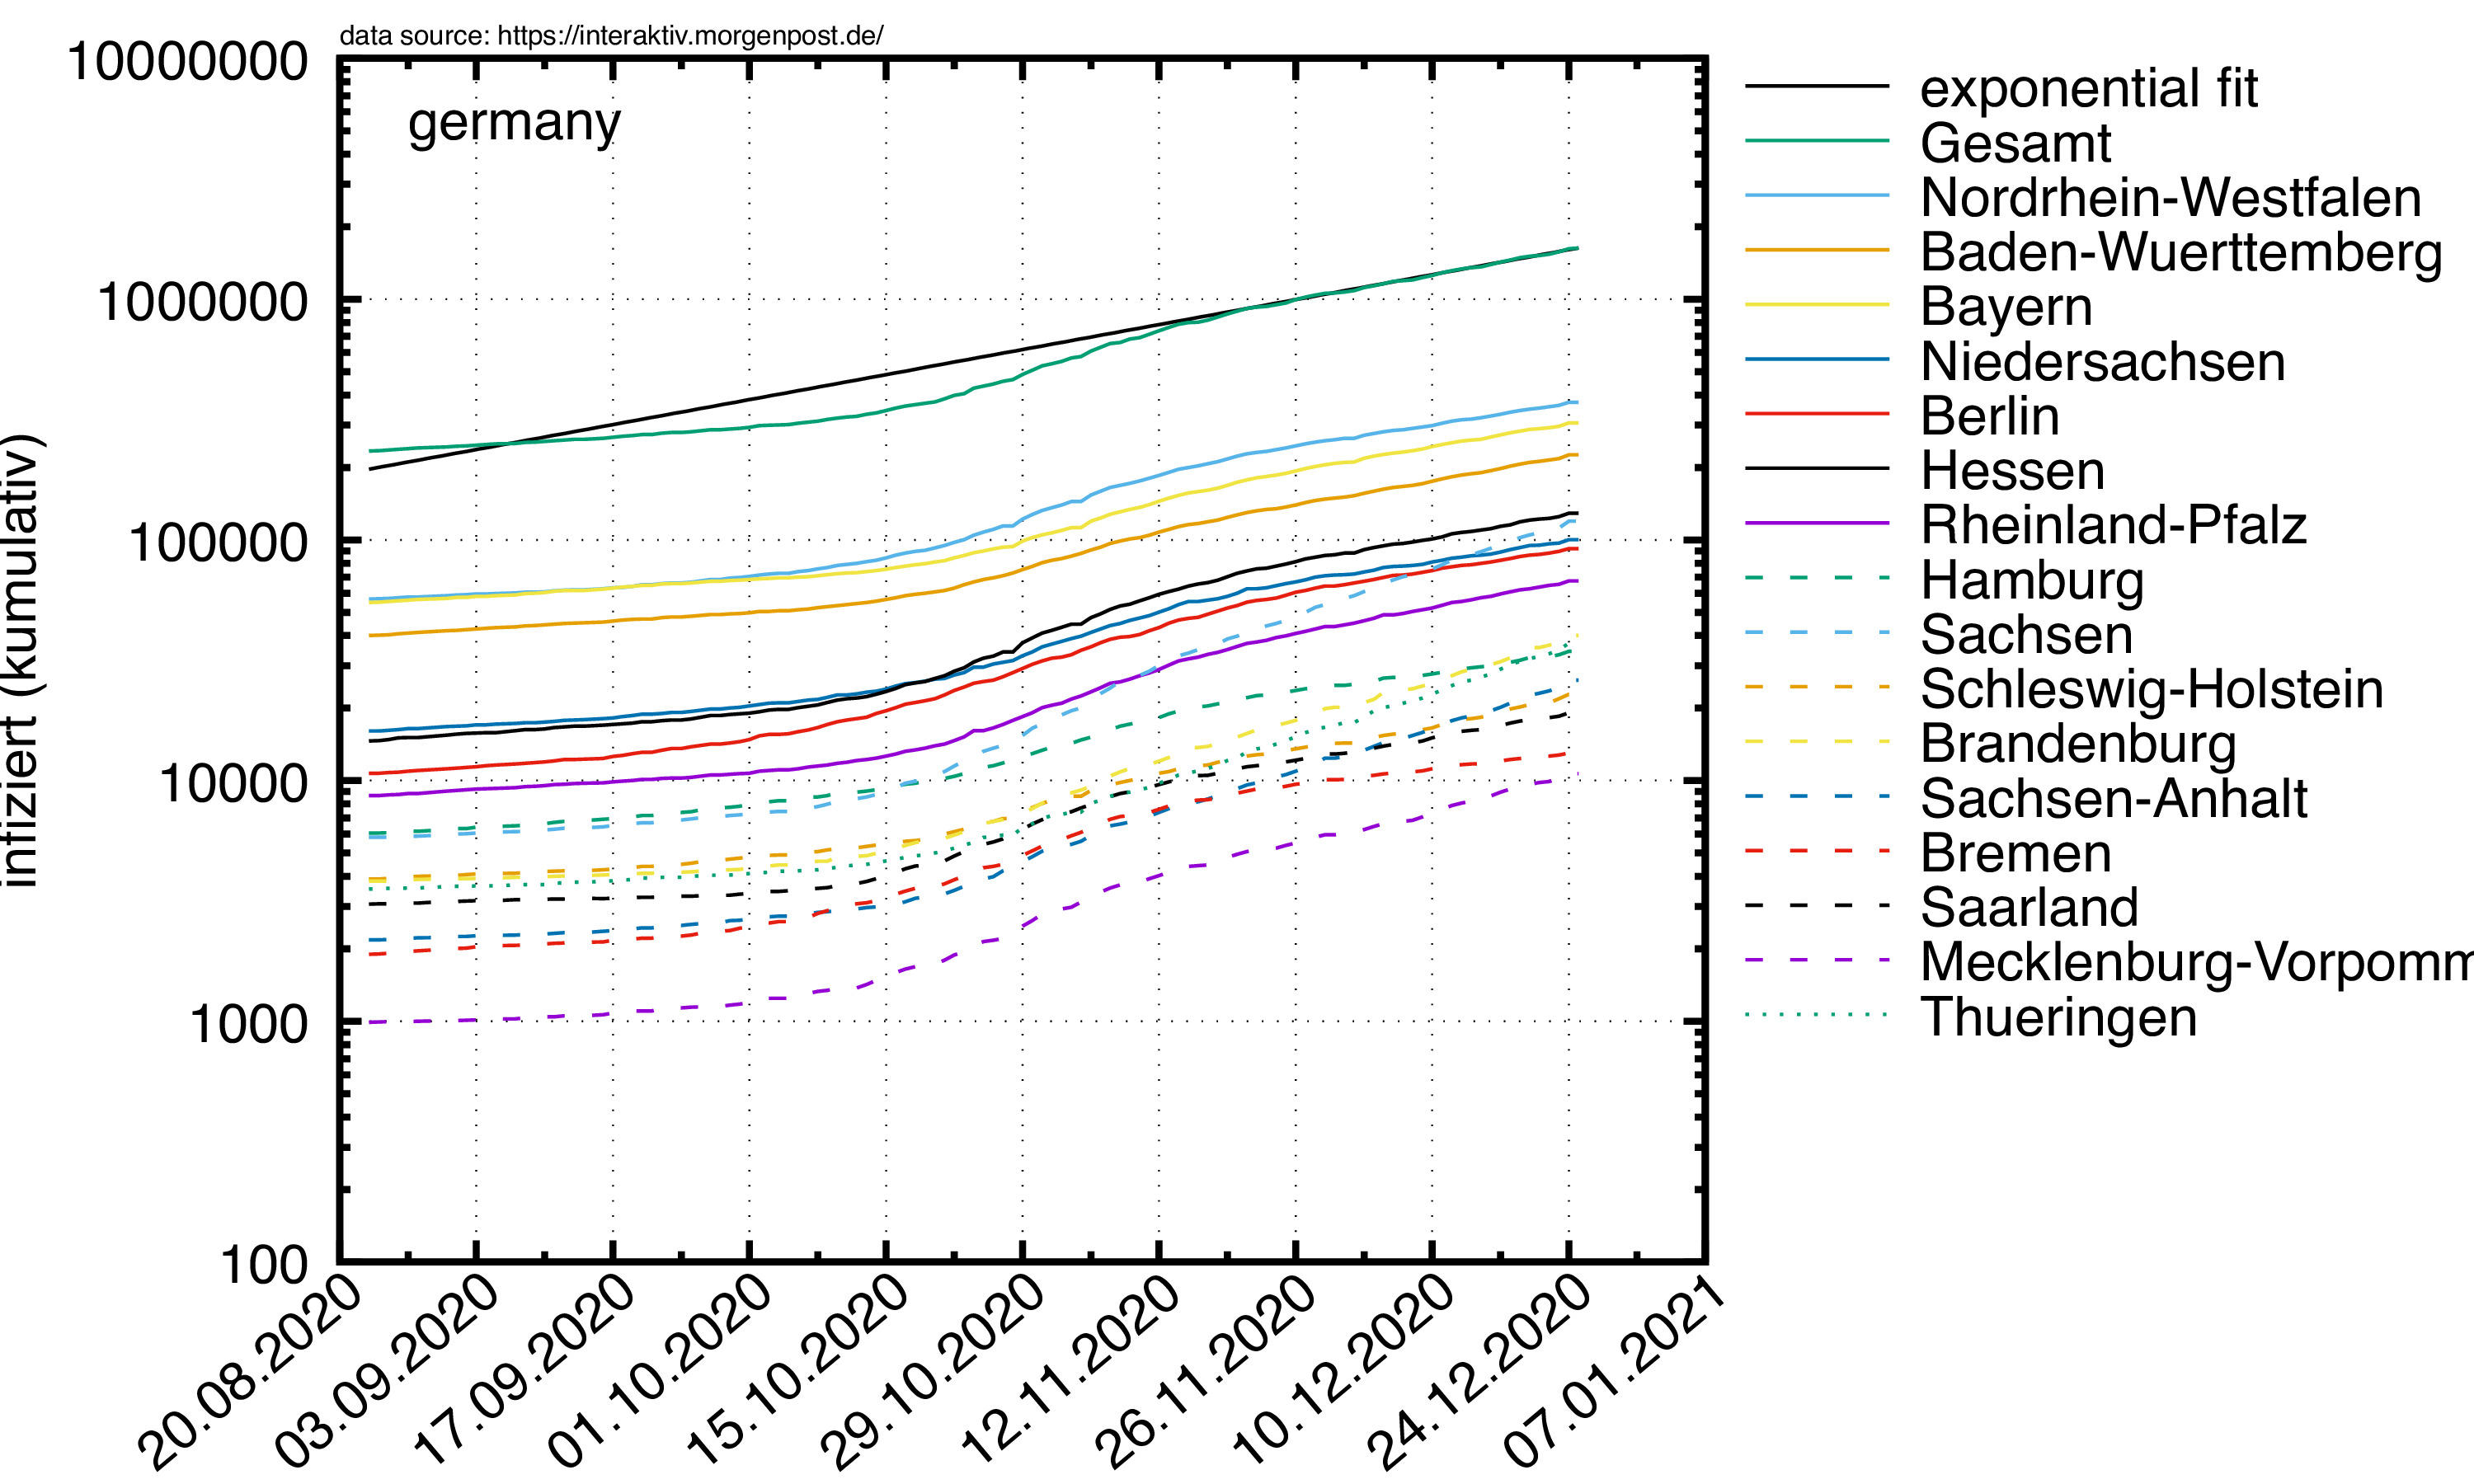 data source: https://interaktiv.morgenpost.de/
germany
infiziert (kumulativ)
10000000
1000000
100000
10000
1000
100
20.08.2020
03.09.2020
17.09.2020
01.10.2020
15.10.2020
29.10.2020
12.11.2020
26.11.2020
10.12.2020
24.12.2020
07.01.2021
exponential fit
Gesamt
Nordrhein-Westfalen
Baden-Wuerttemberg
Bayern
Niedersachsen
Berlin
Hessen
Rheinland-Pfalz
Hamburg
Sachsen
Schleswig-Holstein
Brandenburg
Sachsen-Anhalt
Bremen
Saarland
Mecklenburg-Vorpomm
Thueringen